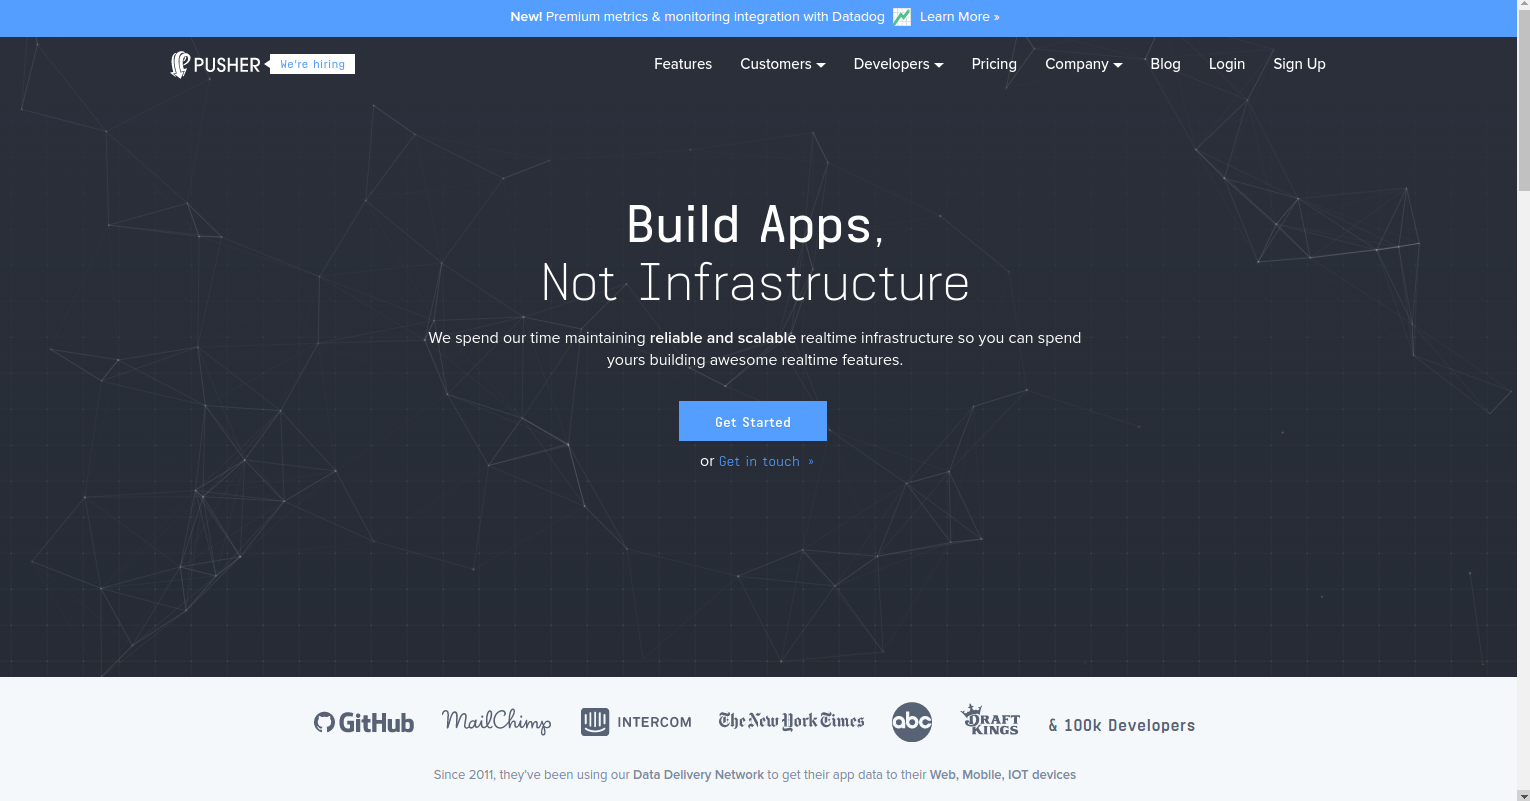 New! Premium metrics & monitoring integration with Datadog Learn More »
PUSHER We're hiring Features Customers Developers Pricing Company Blog Login Sign Up
Build Apps,
Not Infrastructure
We spend our time maintaining reliable and scalable realtime infrastructure so you can spend
yours building awesome realtime features.
Get Started
or Get in touch »
GitHub MailChimp INTERCOM The New York Times abc DRAFT KINGS & 100k Developers
Since 2011, they've been using our Data Delivery Network to get their app data to their Web, Mobile, IOT devices